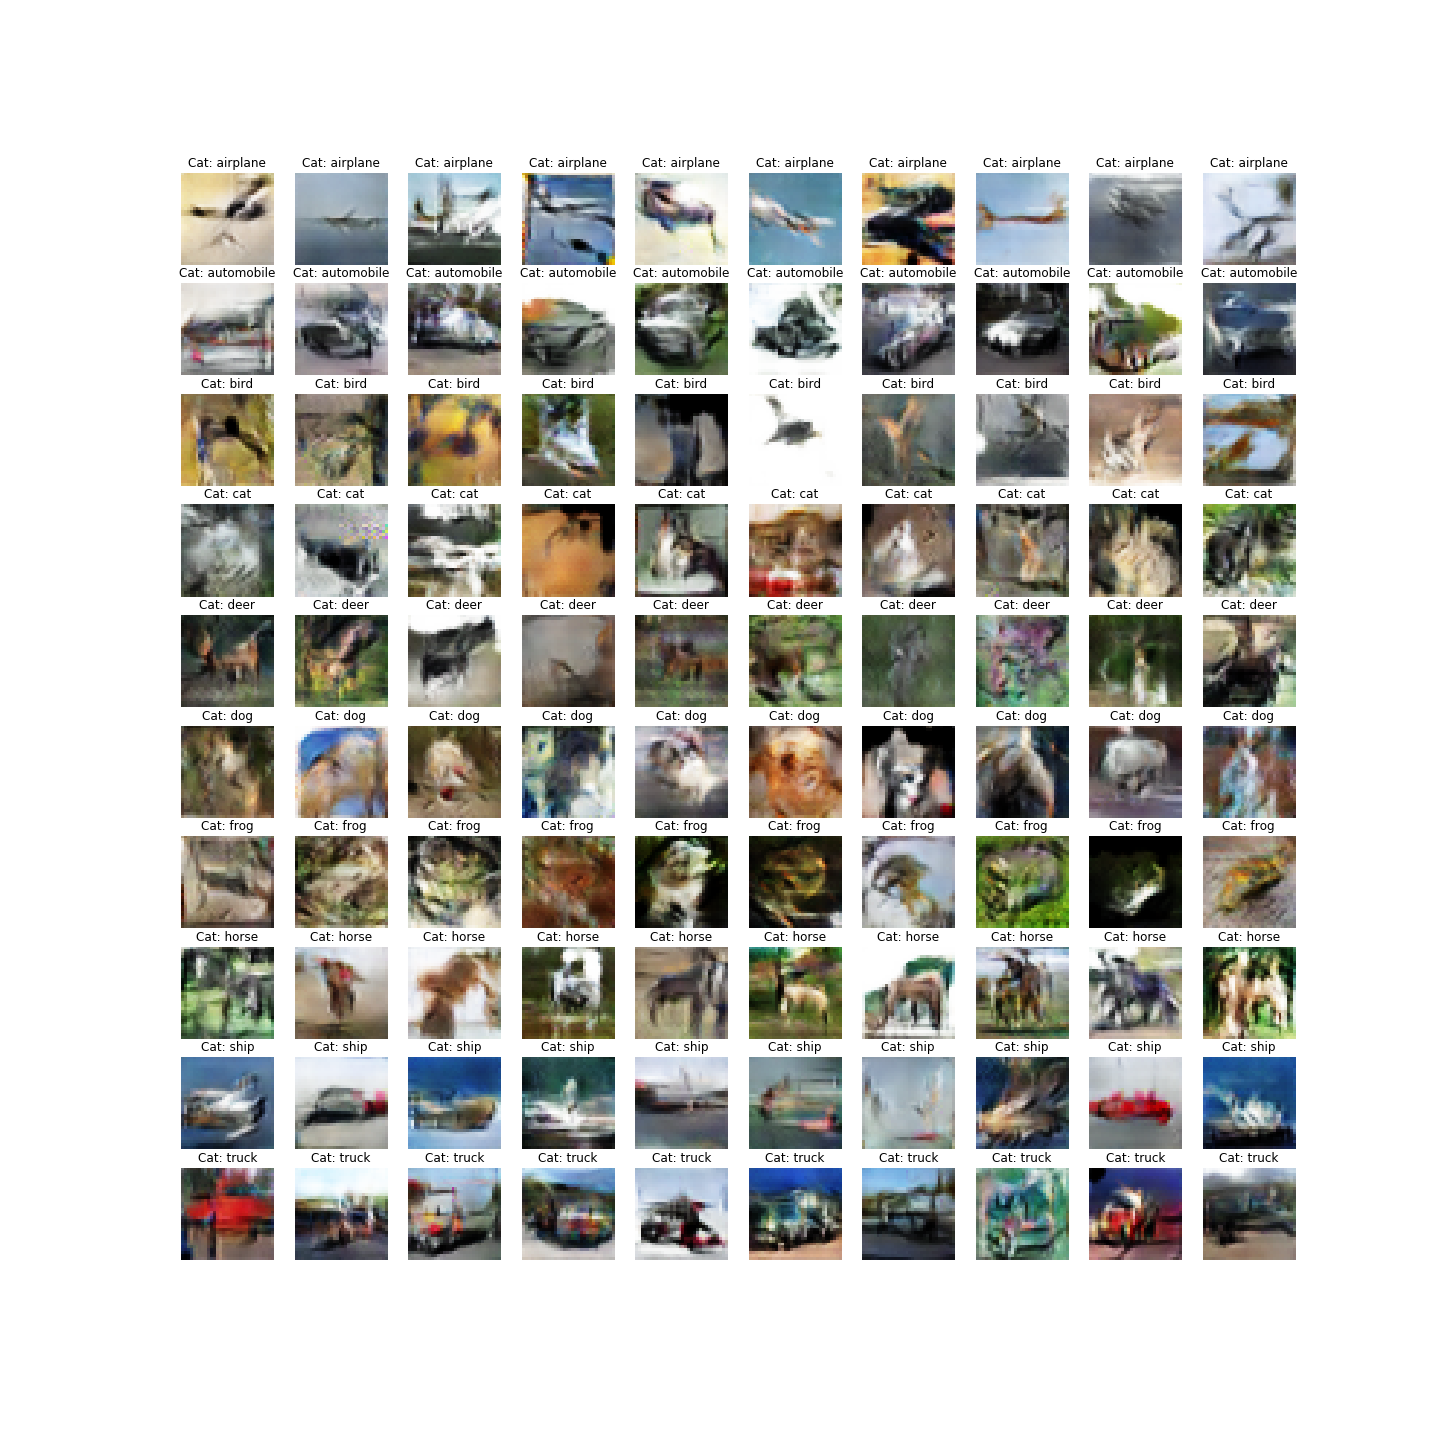 Cat: airplane Cat: airplane Cat: airplane Cat: airplane Cat: airplane Cat: airplane Cat: airplane Cat: airplane Cat: airplane Cat: airplane
Cat: automobile Cat: automobile Cat: automobile Cat: automobile Cat: automobile Cat: automobile Cat: automobile Cat: automobile Cat: automobile Cat: automobile
Cat: bird Cat: bird Cat: bird Cat: bird Cat: bird Cat: bird Cat: bird Cat: bird Cat: bird Cat: bird
Cat: cat Cat: cat Cat: cat Cat: cat Cat: cat Cat: cat Cat: cat Cat: cat Cat: cat Cat: cat
Cat: deer Cat: deer Cat: deer Cat: deer Cat: deer Cat: deer Cat: deer Cat: deer Cat: deer Cat: deer
Cat: dog Cat: dog Cat: dog Cat: dog Cat: dog Cat: dog Cat: dog Cat: dog Cat: dog Cat: dog
Cat: frog Cat: frog Cat: frog Cat: frog Cat: frog Cat: frog Cat: frog Cat: frog Cat: frog Cat: frog
Cat: horse Cat: horse Cat: horse Cat: horse Cat: horse Cat: horse Cat: horse Cat: horse Cat: horse Cat: horse
Cat: ship Cat: ship Cat: ship Cat: ship Cat: ship Cat: ship Cat: ship Cat: ship Cat: ship Cat: ship
Cat: truck Cat: truck Cat: truck Cat: truck Cat: truck Cat: truck Cat: truck Cat: truck Cat: truck Cat: truck